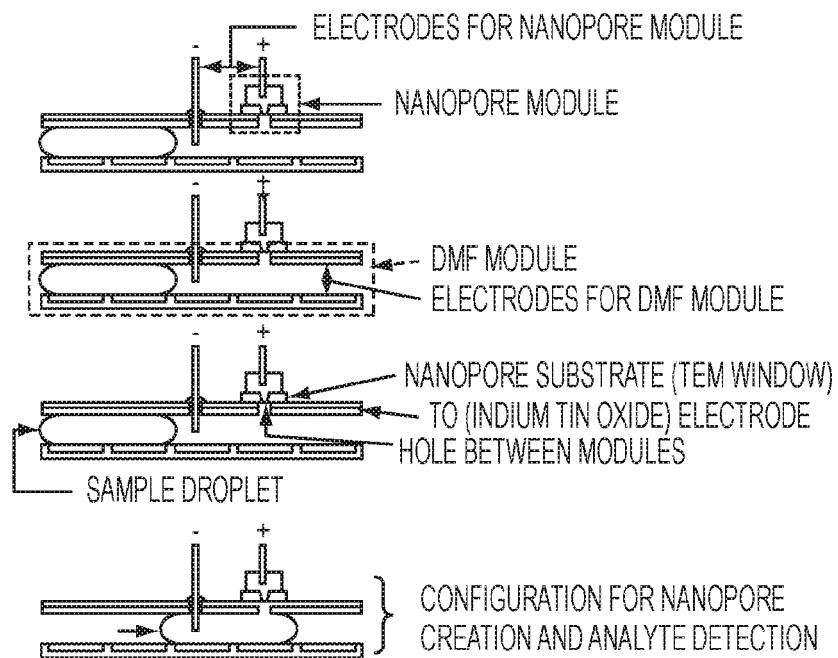 ELECTRODES FOR NANOPORE MODULE
- +
NANOPORE MODULE
- +
DMF MODULE
ELECTRODES FOR DMF MODULE
- +
NANOPORE SUBSTRATE (TEM WINDOW)
TO (INDIUM TIN OXIDE) ELECTRODE
HOLE BETWEEN MODULES
SAMPLE DROPLET
- +
CONFIGURATION FOR NANOPORE
CREATION AND ANALYTE DETECTION